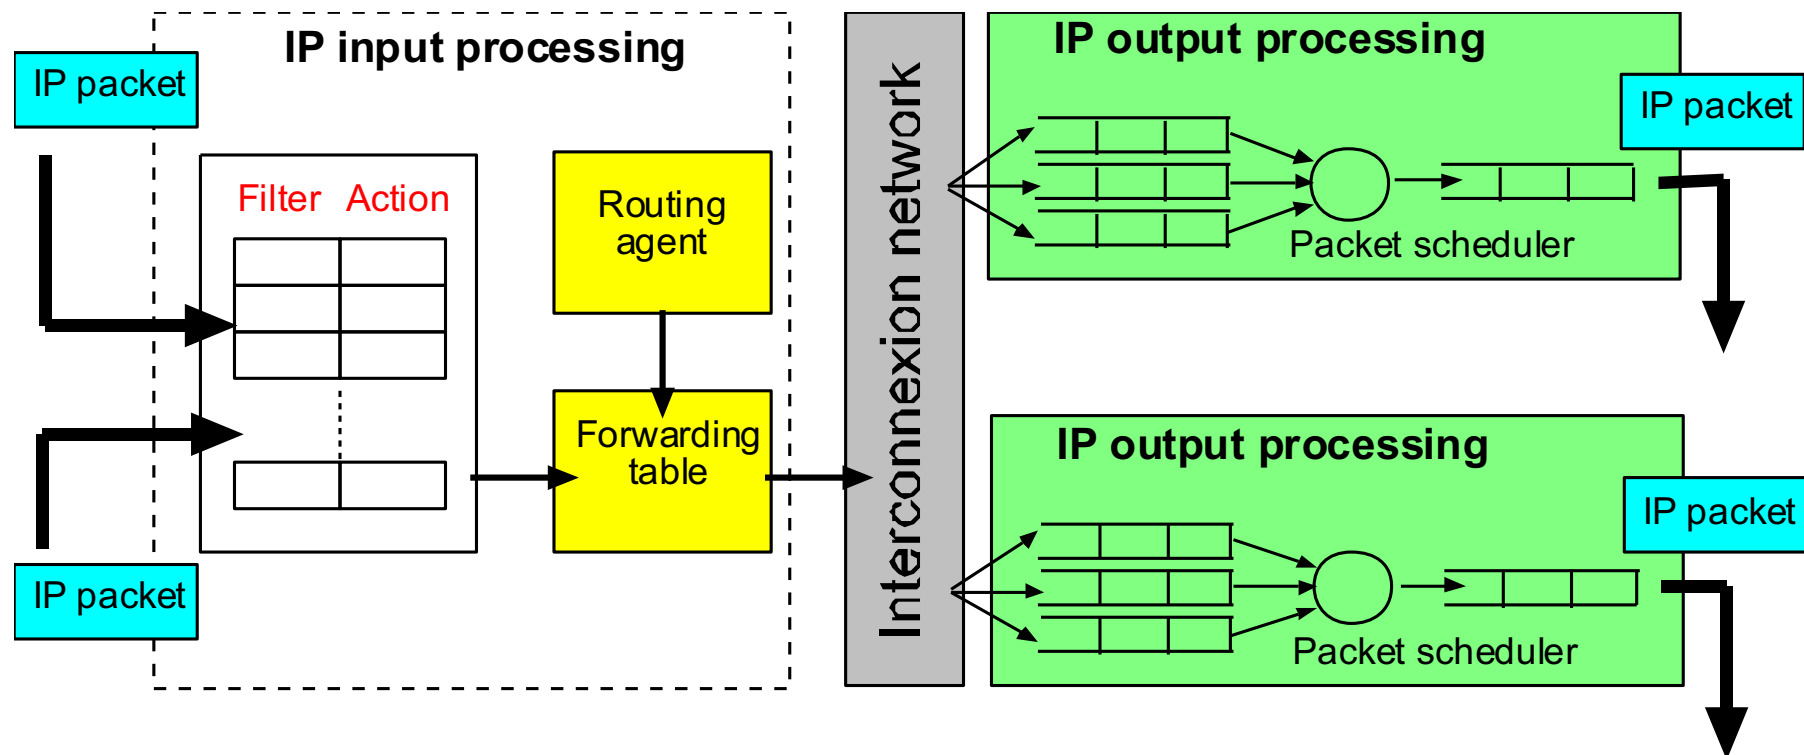 IP input processing
IP packet
Filter Action
Routing
agent
Forwarding
table
IP packet
Interconnexion network
IP output processing
IP packet
Packet scheduler
IP output processing
IP packet
Packet scheduler